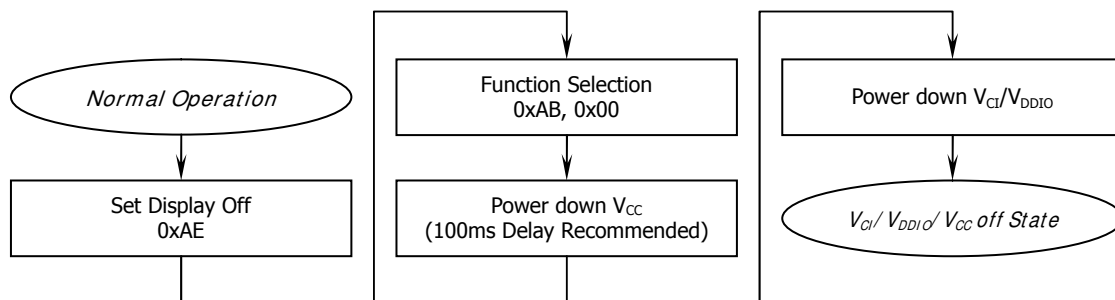 Normal Operation
Set Display Off
0xAE
Function Selection
0xAB, 0x00
Power down VCC
(100ms Delay Recommended)
Power down VCI/VDDIO
VCI/ VDDIO/ VCC off State